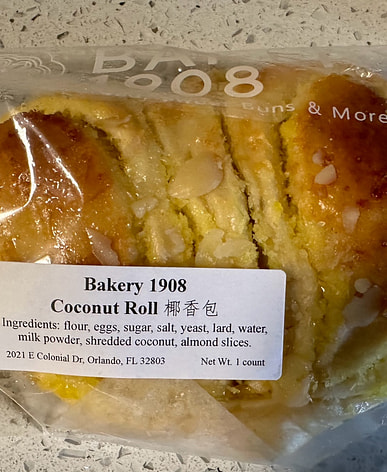 1908
Buns & More
Bakery 1908
Coconut Roll 椰香包
Ingredients: flour, eggs, sugar, salt, yeast, lard, water,
milk powder, shredded coconut, almond slices.
2021 E Colonial Dr, Orlando, FL 32803 Net Wt. 1 count